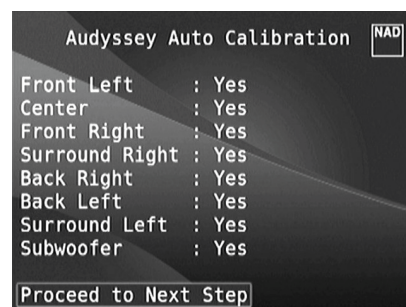 Audyssey Auto Calibration
NAD
Front Left : Yes
Center : Yes
Front Right : Yes
Surround Right : Yes
Back Right : Yes
Back Left : Yes
Surround Left : Yes
Subwoofer : Yes
Proceed to Next Step